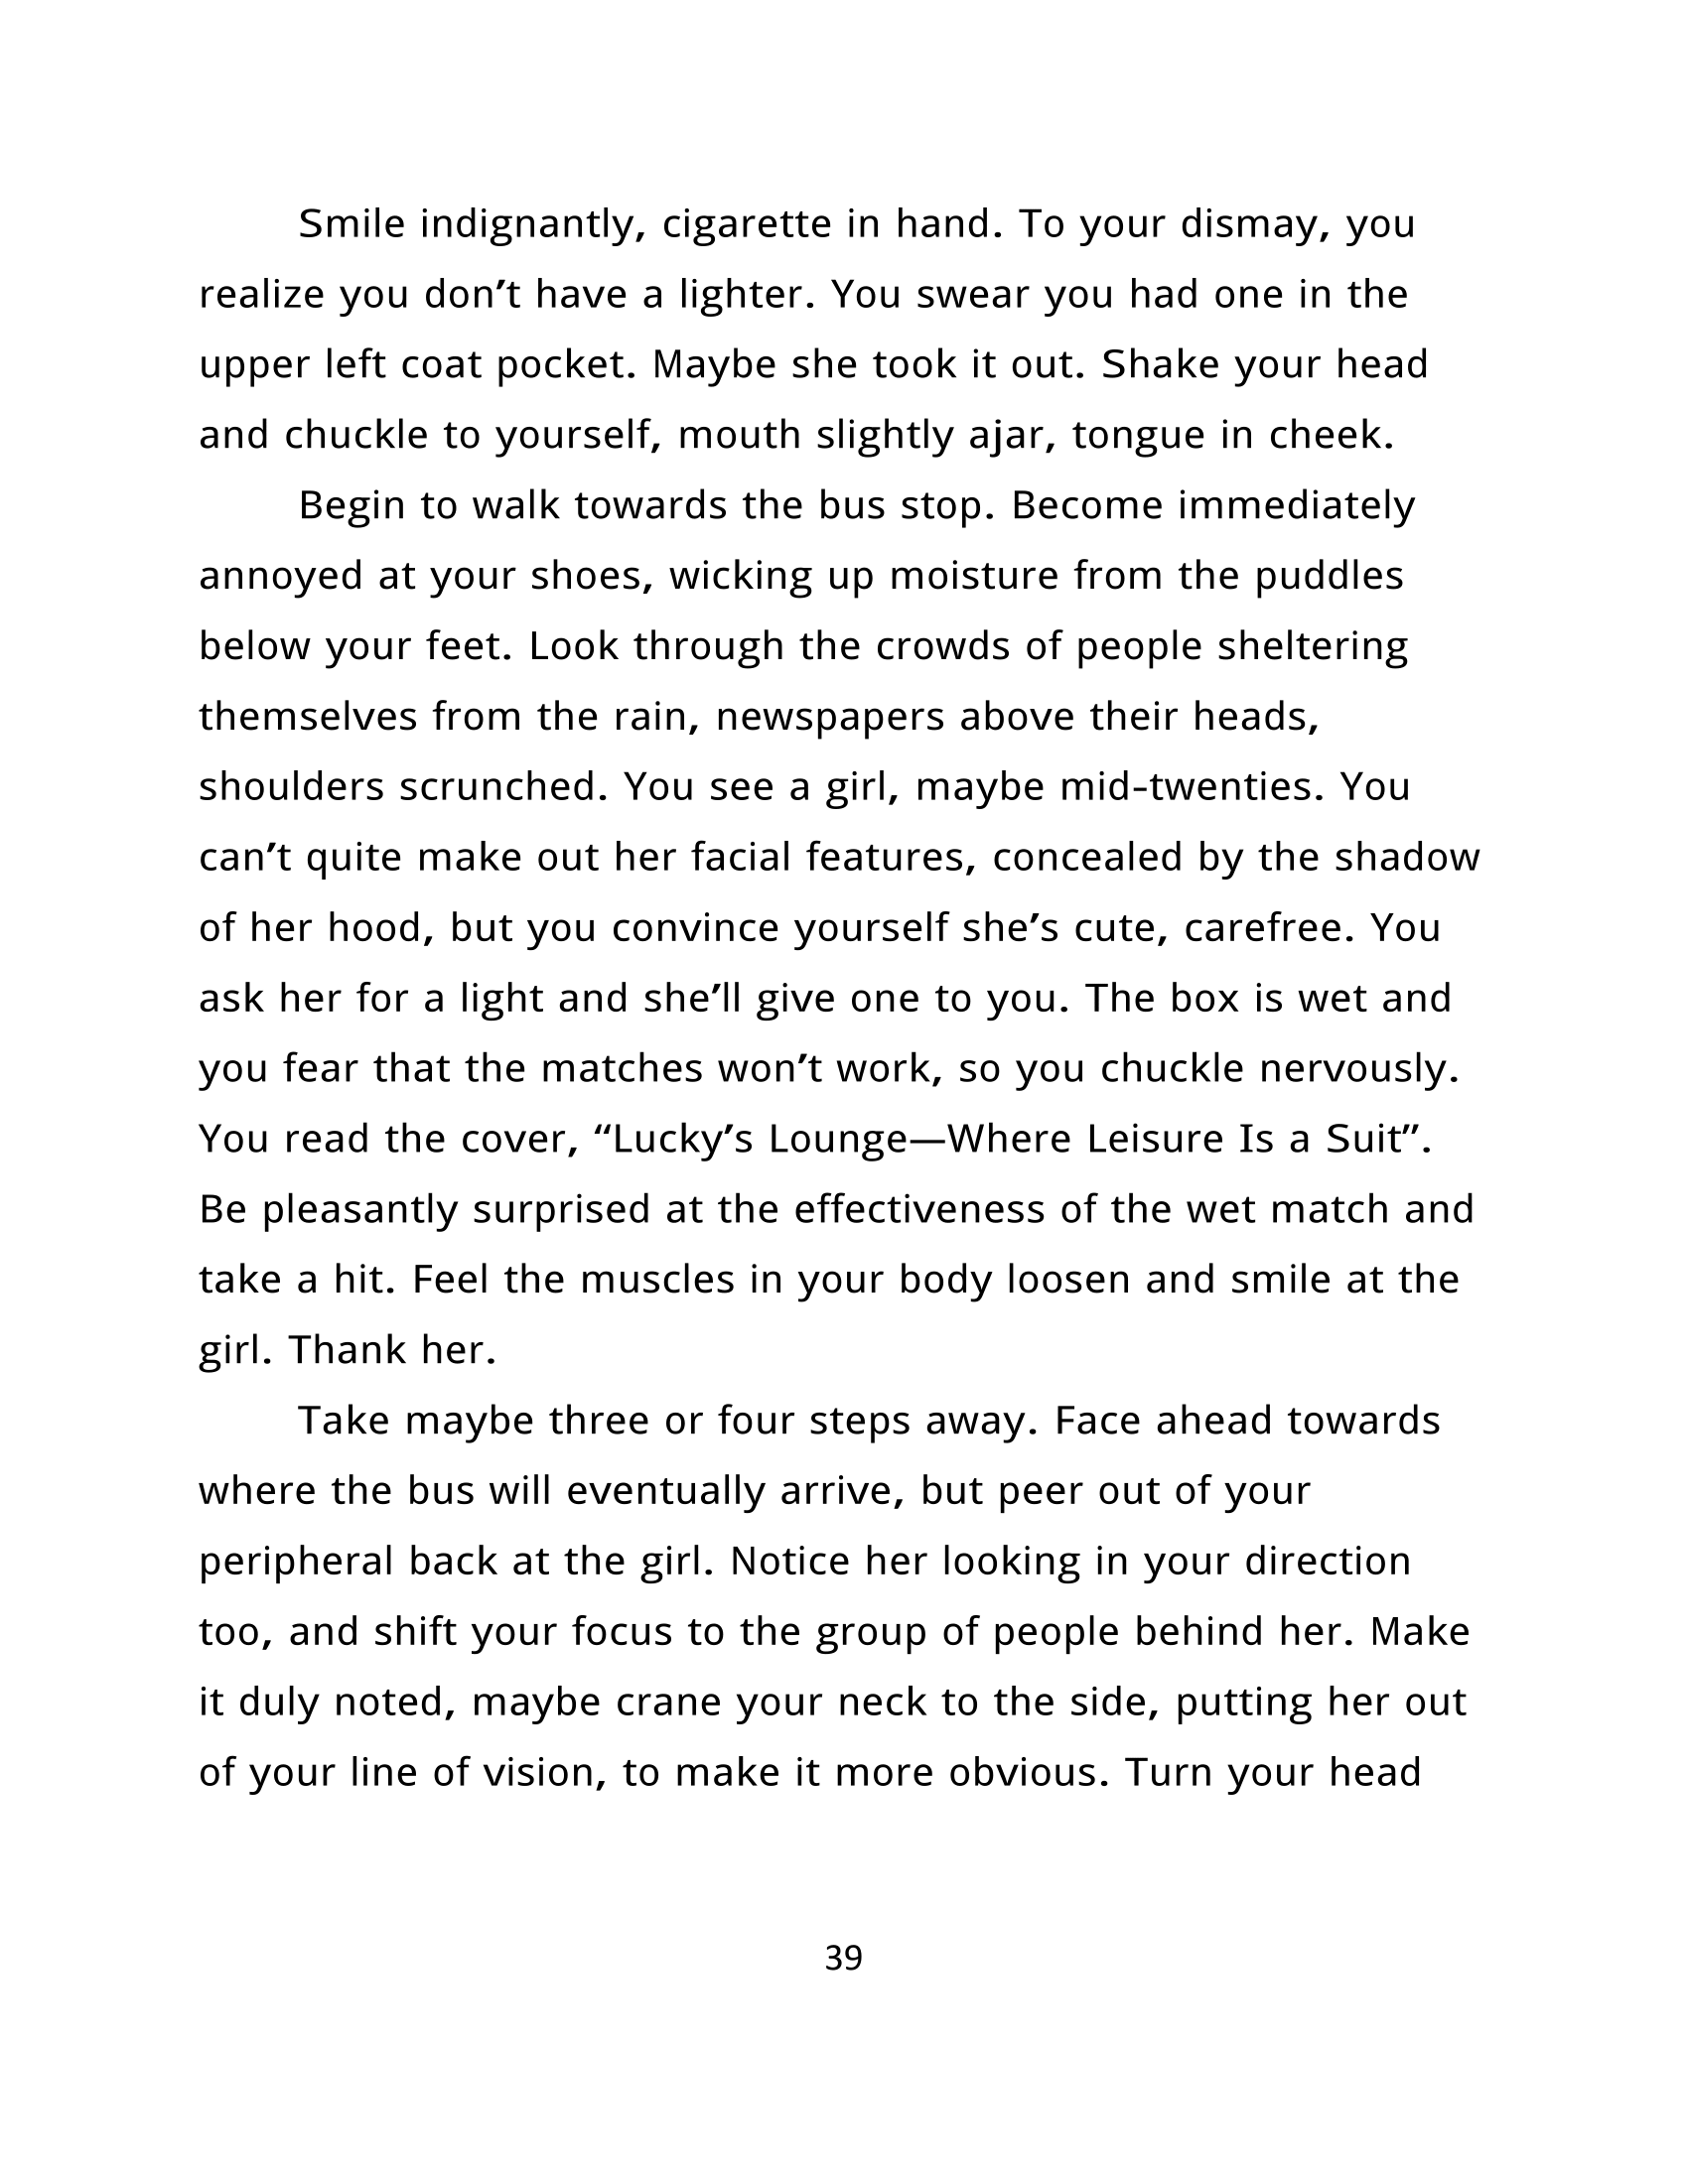 Smile indignantly, cigarette in hand. To your dismay, you
realize you don’t have a lighter. You swear you had one in the
upper left coat pocket. Maybe she took it out. Shake your head
and chuckle to yourself, mouth slightly ajar, tongue in cheek.
Begin to walk towards the bus stop. Become immediately
annoyed at your shoes, wicking up moisture from the puddles
below your feet. Look through the crowds of people sheltering
themselves from the rain, newspapers above their heads,
shoulders scrunched. You see a girl, maybe mid-twenties. You
can’t quite make out her facial features, concealed by the shadow
of her hood, but you convince yourself she’s cute, carefree. You
ask her for a light and she’ll give one to you. The box is wet and
you fear that the matches won’t work, so you chuckle nervously.
You read the cover, “Lucky’s Lounge—Where Leisure Is a Suit”.
Be pleasantly surprised at the effectiveness of the wet match and
take a hit. Feel the muscles in your body loosen and smile at the
girl. Thank her.
Take maybe three or four steps away. Face ahead towards
where the bus will eventually arrive, but peer out of your
peripheral back at the girl. Notice her looking in your direction
too, and shift your focus to the group of people behind her. Make
it duly noted, maybe crane your neck to the side, putting her out
of your line of vision, to make it more obvious. Turn your head
39